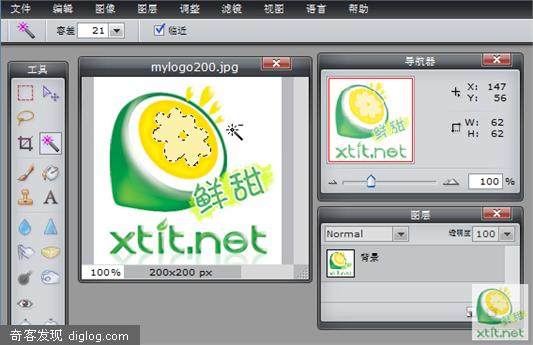 文件 编辑 图像 图层 调整 滤镜 视图 语言 帮助
容差 21 临近
工具
mylogo200.jpg
鲜甜
xtit.net
100% 200x200 px
导航器
鲜甜
xtit.net
X: 147
Y: 56
W: 62
H: 62
100 %
图层
Normal 透明度 100
背景
A
鲜甜
xtit.net
奇客发现 diglog.com